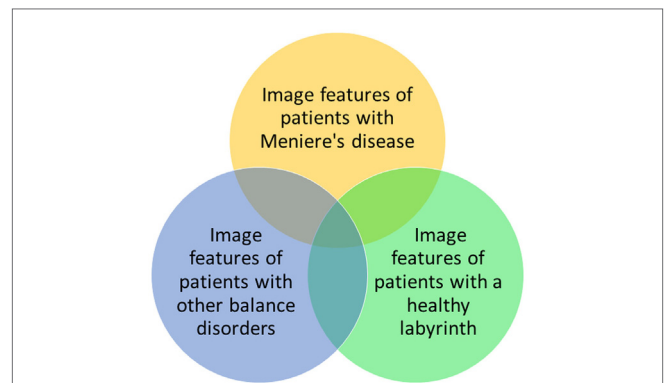 Image features of
patients with
Meniere's disease
Image
features of
patients with
other balance
disorders
Image
features of
patients with a
healthy
labyrinth